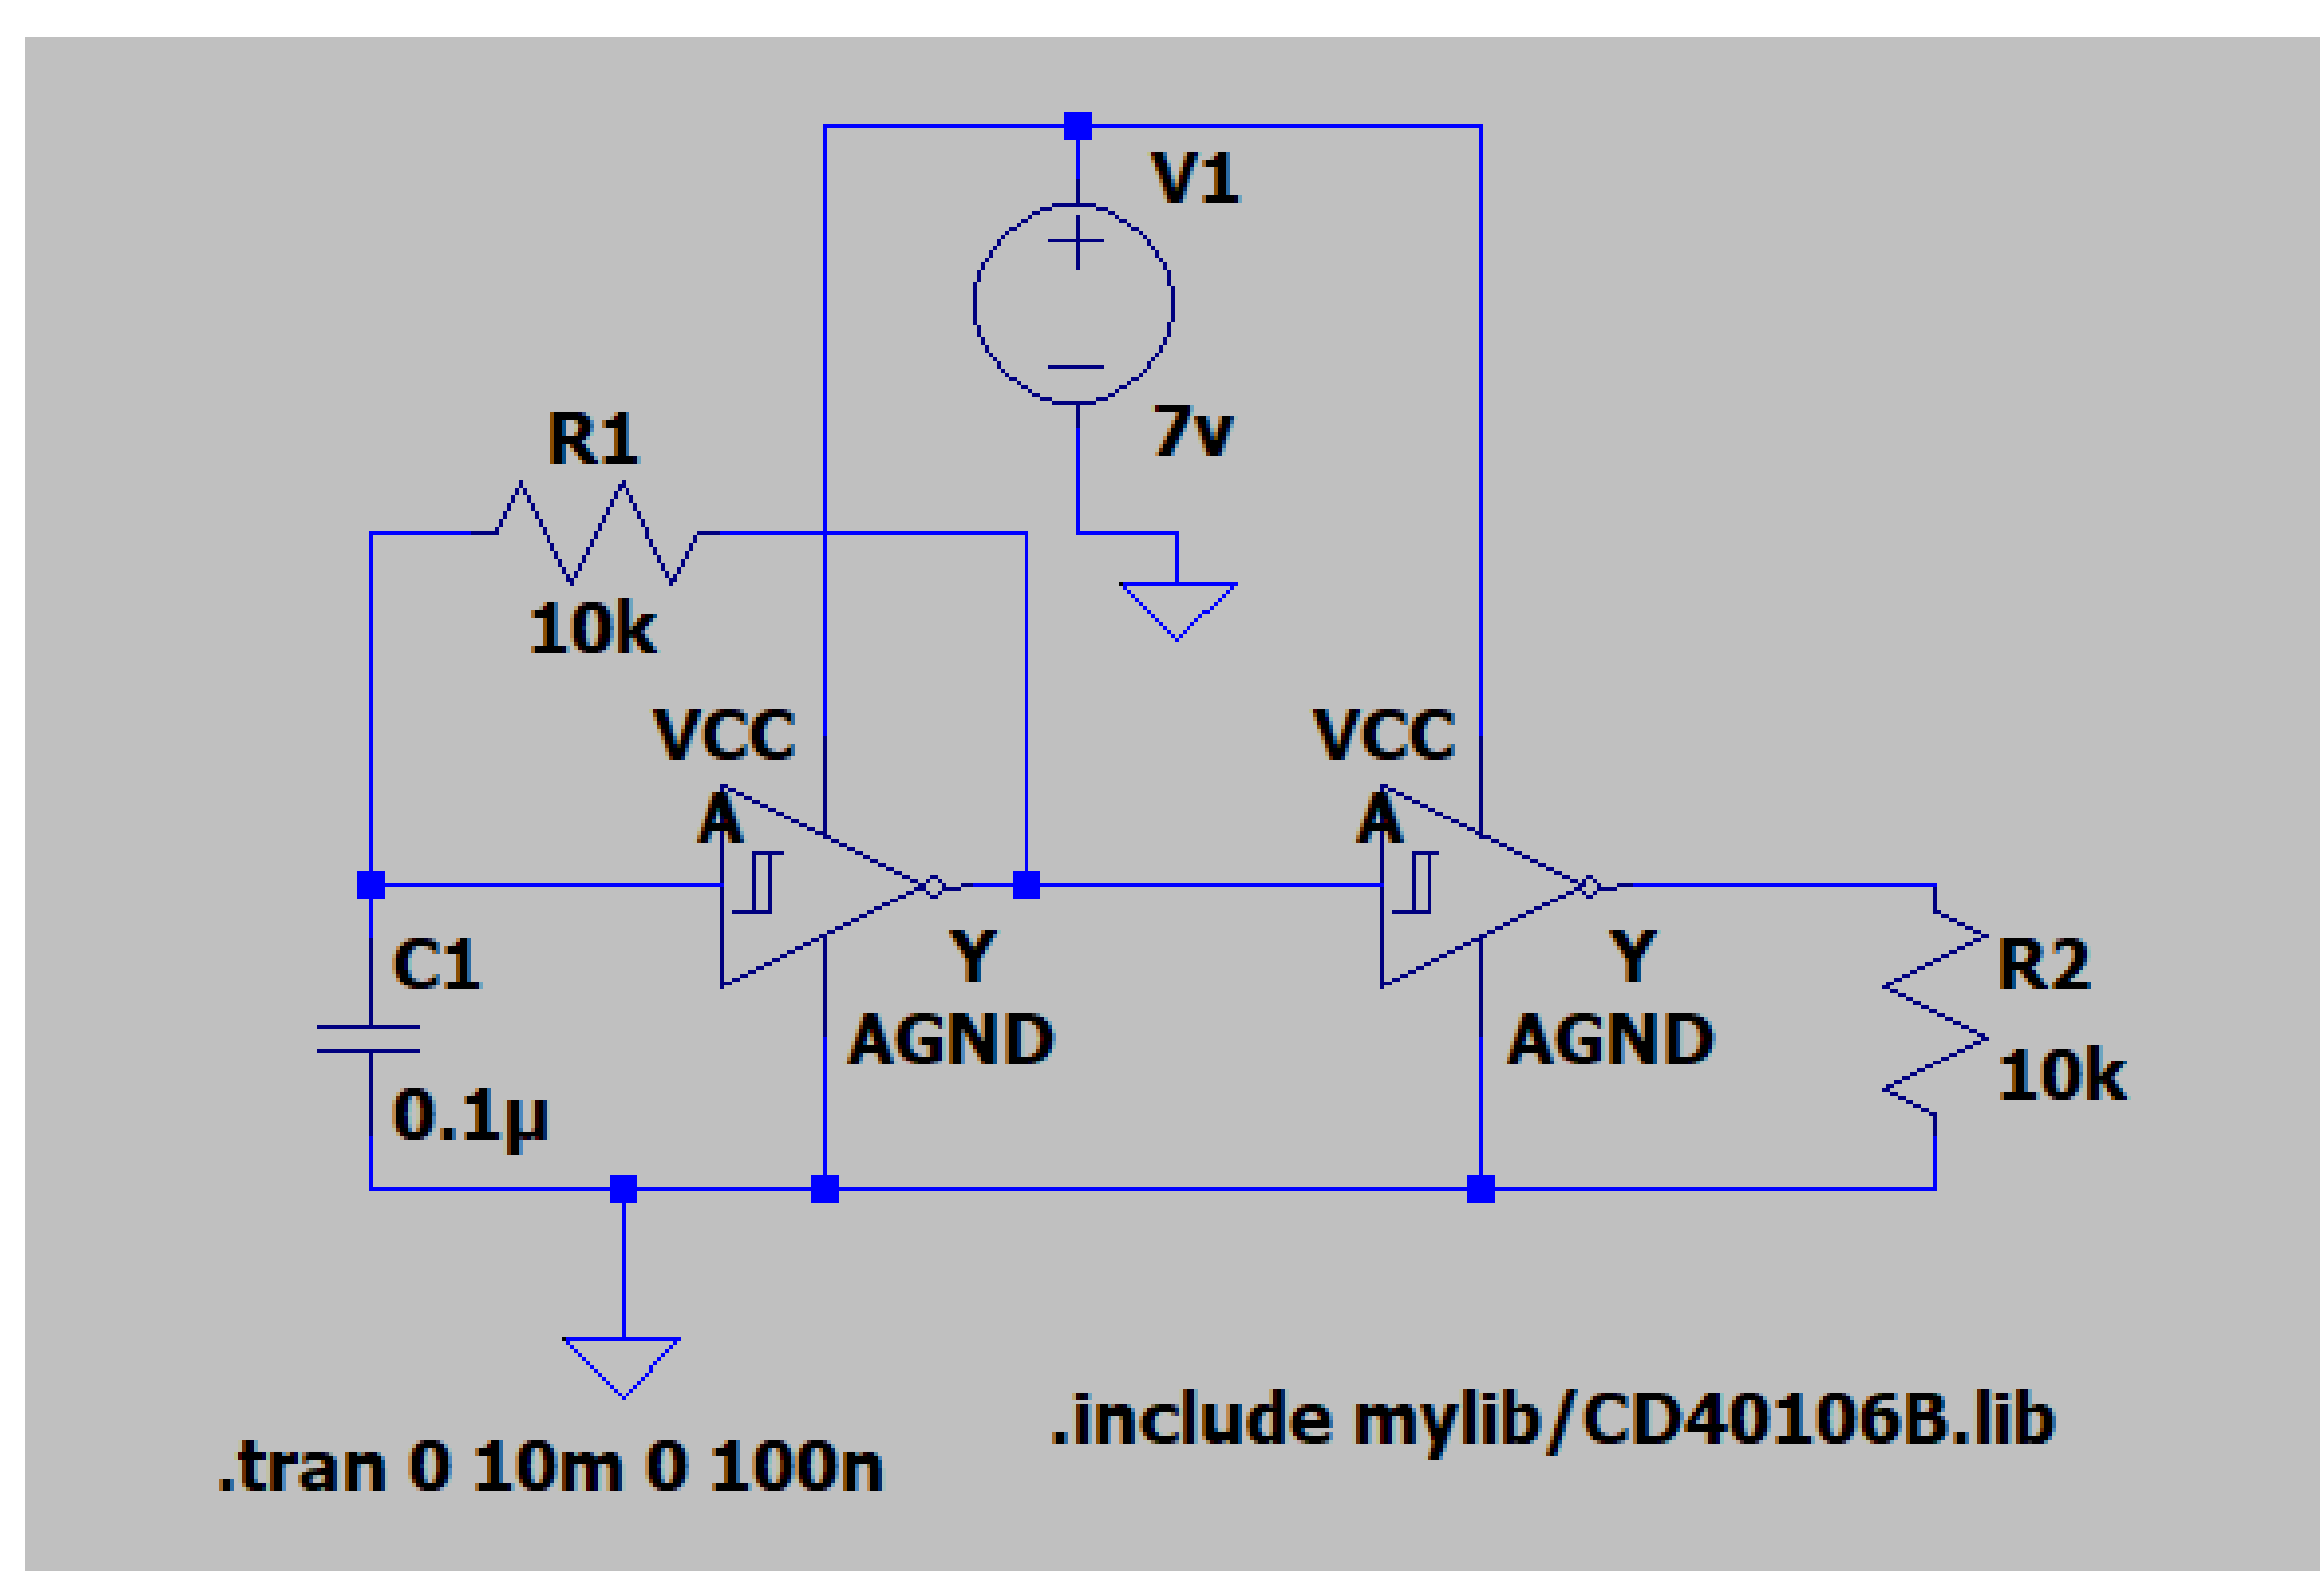 V1
7v
R1
10k
VCC
VCC
A
A
C1
0.1µ
Y
AGND
Y
AGND
R2
10k
.include mylib/CD40106B.lib
.tran 0 10m 0 100n